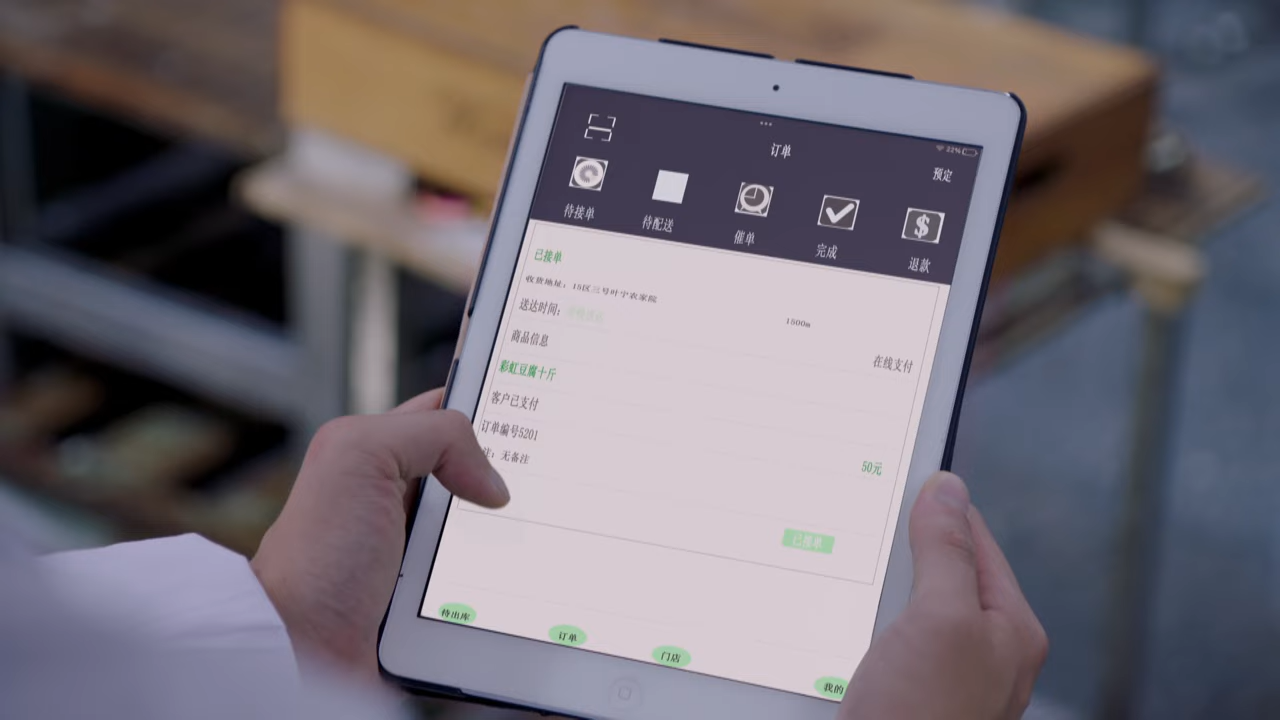 订单
22%
预定
待接单
待配送
催单
完成
退款
已接单
收货地址：15区三号叶宁农家院
1500m
送达时间：
在线支付
商品信息
彩虹豆腐十斤
客户已支付
50元
订单编号5201
注：无备注
已接单
待出库
订单
门店
我的